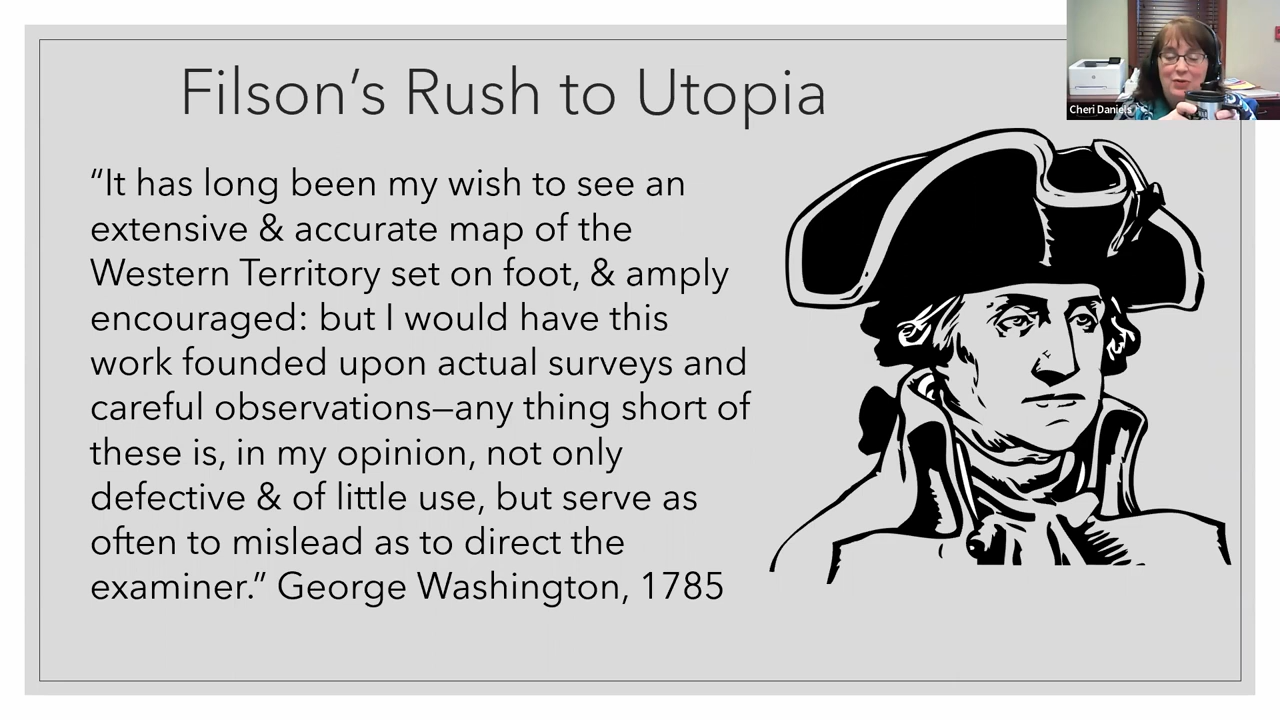 Filson’s Rush to Utopia
Cheri Daniels
“It has long been my wish to see an
extensive & accurate map of the
Western Territory set on foot, & amply
encouraged: but I would have this
work founded upon actual surveys and
careful observations—any thing short of
these is, in my opinion, not only
defective & of little use, but serve as
often to mislead as to direct the
examiner.” George Washington, 1785